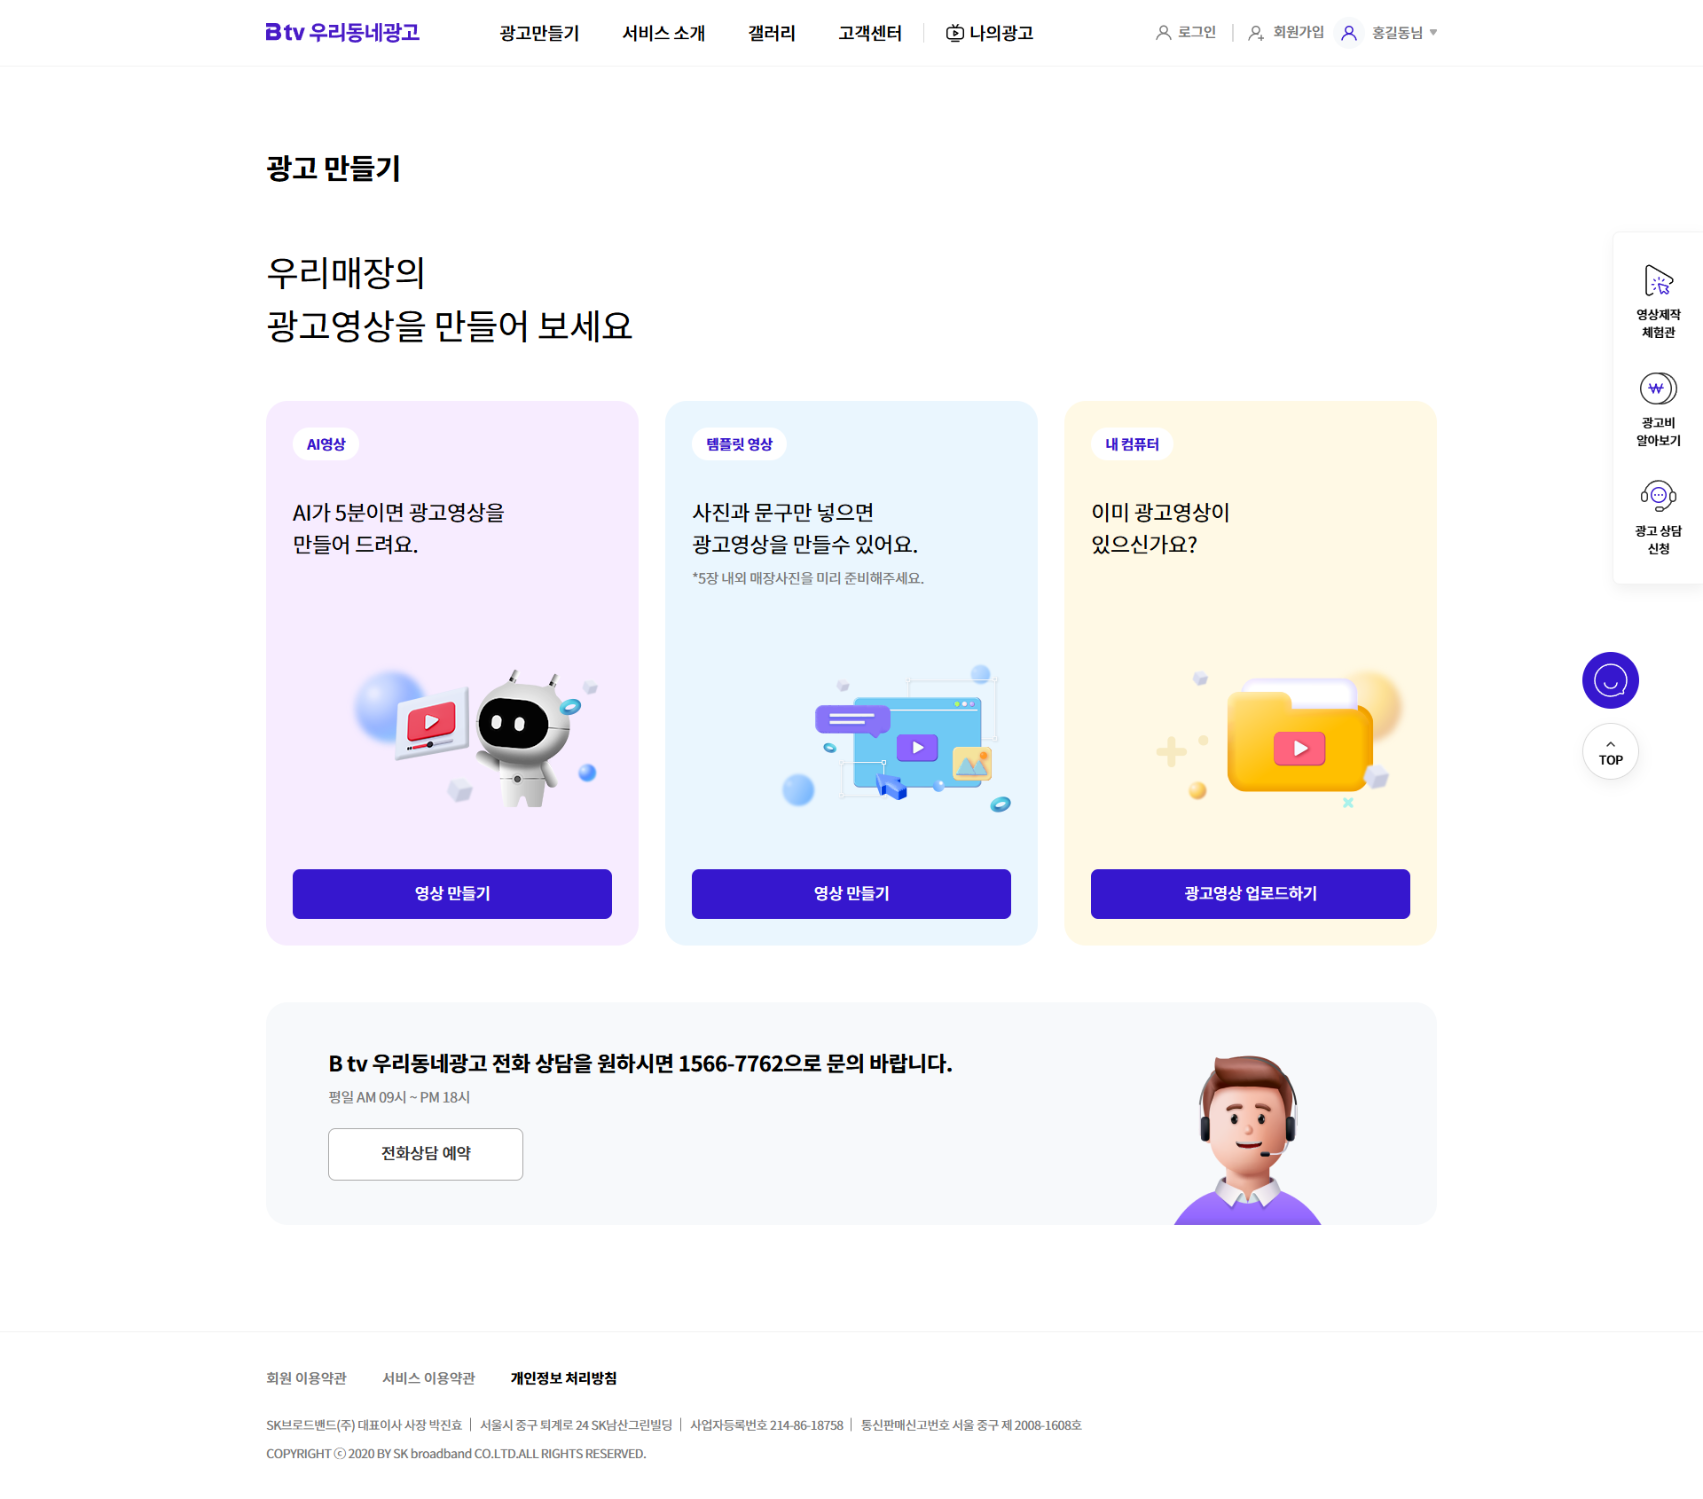 B tv 우리동네광고
광고만들기 서비스 소개 갤러리 고객센터 나의광고
로그인 회원가입 홍길동님
광고 만들기
우리매장의
광고영상을 만들어 보세요
AI영상
AI가 5분이면 광고영상을
만들어 드려요.
영상 만들기
템플릿 영상
사진과 문구만 넣으면
광고영상을 만들수 있어요.
*5장 내외 매장사진을 미리 준비해주세요.
영상 만들기
내 컴퓨터
이미 광고영상이
있으신가요?
광고영상 업로드하기
영상제작
체험관
₩
광고비
알아보기
광고 상담
신청
TOP
B tv 우리동네광고 전화 상담을 원하시면 1566-7762으로 문의 바랍니다.
평일 AM 09시 ~ PM 18시
전화상담 예약
회원 이용약관 서비스 이용약관 개인정보 처리방침
SK브로드밴드(주) 대표이사 사장 박진효 | 서울시 중구 퇴계로 24 SK남산그린빌딩 | 사업자등록번호 214-86-18758 | 통신판매신고번호 서울 중구 제 2008-1608호
COPYRIGHT ⓒ 2020 BY SK broadband CO.LTD.ALL RIGHTS RESERVED.